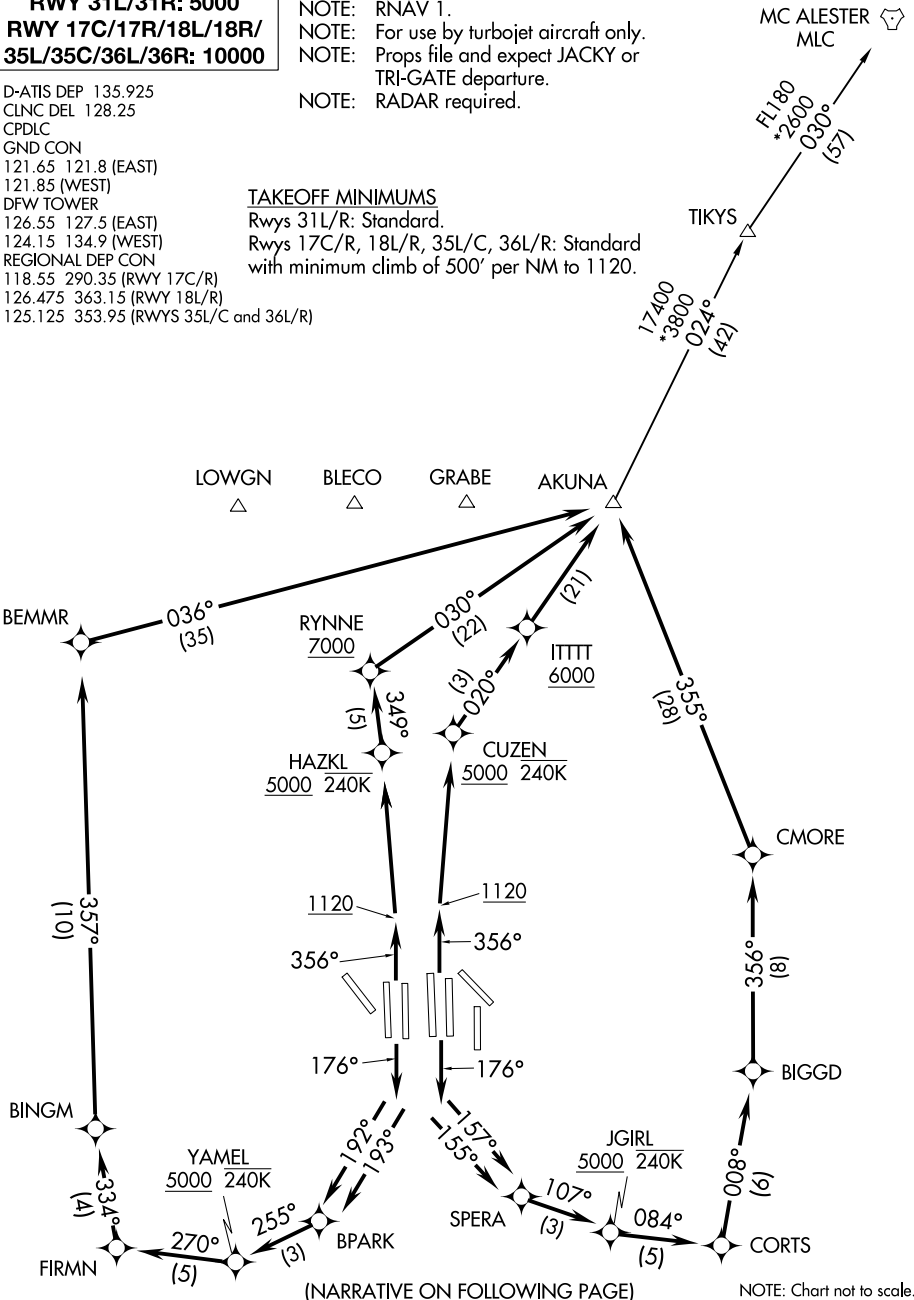 RWY 31L/31R: 5000
RWY 17C/17R/18L/18R/
35L/35C/36L/36R: 10000
NOTE: RNAV 1.
NOTE: For use by turbojet aircraft only.
NOTE: Props file and expect JACKY or
TRI-GATE departure.
NOTE: RADAR required.
MC ALESTER
MLC
D-ATIS DEP 135.925
CLNC DEL 128.25
CPDLC
GND CON
121.65 121.8 (EAST)
121.85 (WEST)
DFW TOWER
126.55 127.5 (EAST)
124.15 134.9 (WEST)
REGIONAL DEP CON
118.55 290.35 (RWY 17C/R)
126.475 363.15 (RWY 18L/R)
125.125 353.95 (RWYS 35L/C and 36L/R)
TAKEOFF MINIMUMS
Rwys 31L/R: Standard.
Rwys 17C/R, 18L/R, 35L/C, 36L/R: Standard
with minimum climb of 500' per NM to 1120.
FL180
*2600
030°
(57)
TIKYS
17400
*3800
024°
(42)
LOWGN
BLECO
GRABE
AKUNA
BEMMR
036°
(35)
RYNNE
7000
030°
(22)
(21)
ITTTT
6000
(3)
020°
349°
(5)
HAZKL
5000 240K
CUZEN
5000 240K
355°
(28)
CMORE
1120
1120
356°
356°
357°
(10)
356°
(8)
176°
176°
BIGGD
BINGM
192°
193°
157°
155°
YAMEL
5000 240K
JGIRL
5000 240K
334°
(4)
008°
(6)
255°
(3)
BPARK
SPERA
107°
(3)
084°
(5)
CORTS
FIRMN
270°
(5)
(NARRATIVE ON FOLLOWING PAGE)
NOTE: Chart not to scale.